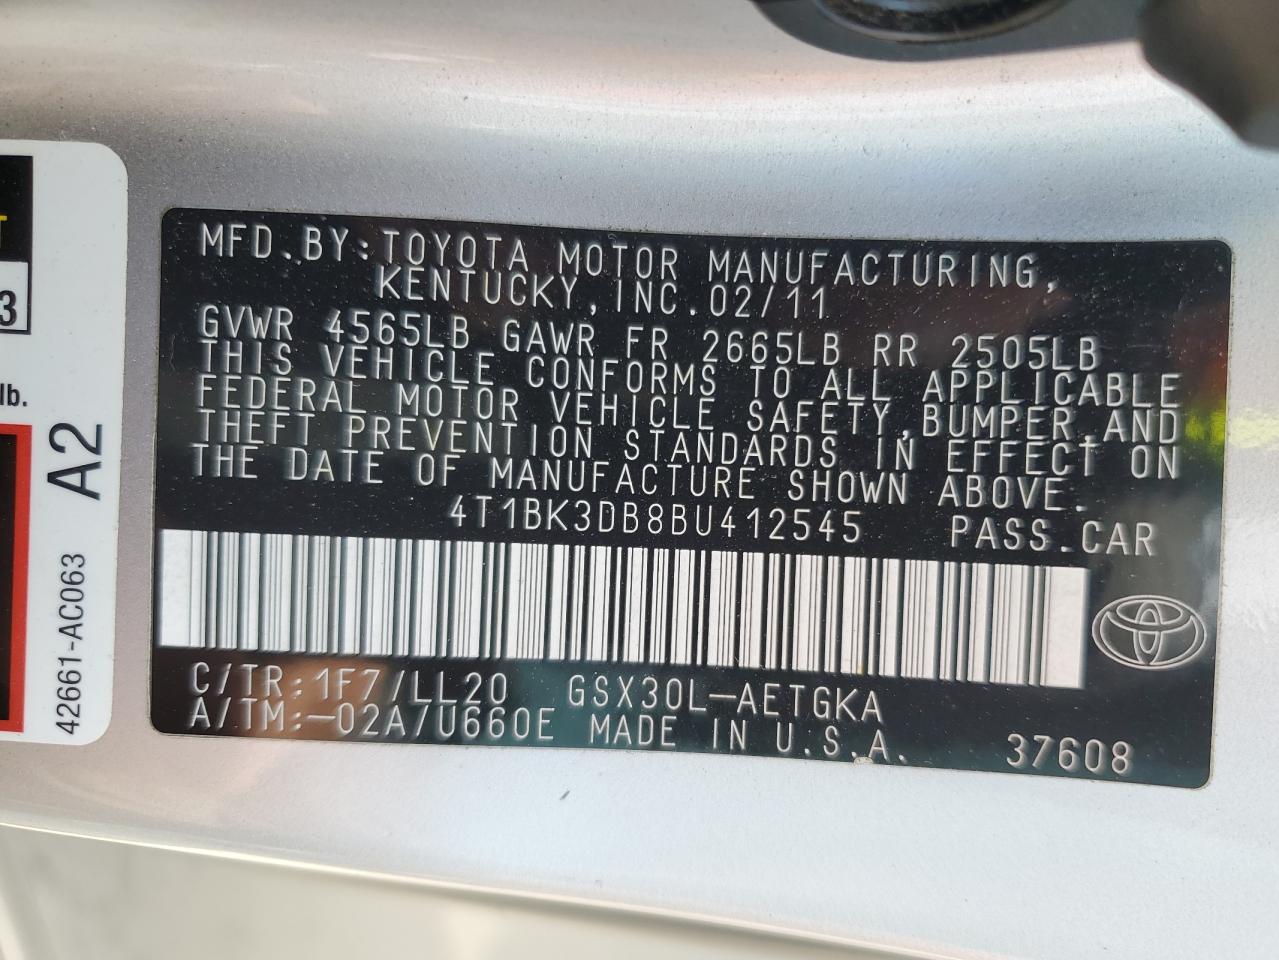 MFD.BY:TOYOTA MOTOR MANUFACTURING,
KENTUCKY,INC.02/11
GVWR 4565LB GAWR FR 2665LB RR 2505LB
THIS VEHICLE CONFORMS TO ALL APPLICABLE
FEDERAL MOTOR VEHICLE SAFETY,BUMPER,AND
THEFT PREVENTION STANDARDS IN EFFECT ON
THE DATE OF MANUFACTURE SHOWN ABOVE.
4T1BK3DB8BU412545 PASS.CAR
C/TR:1F7/LL20 GSX30L-AETGKA
A/TM:-02A/U660E MADE IN U.S.A. 37608
T
3
lb.
A2
42661-AC063